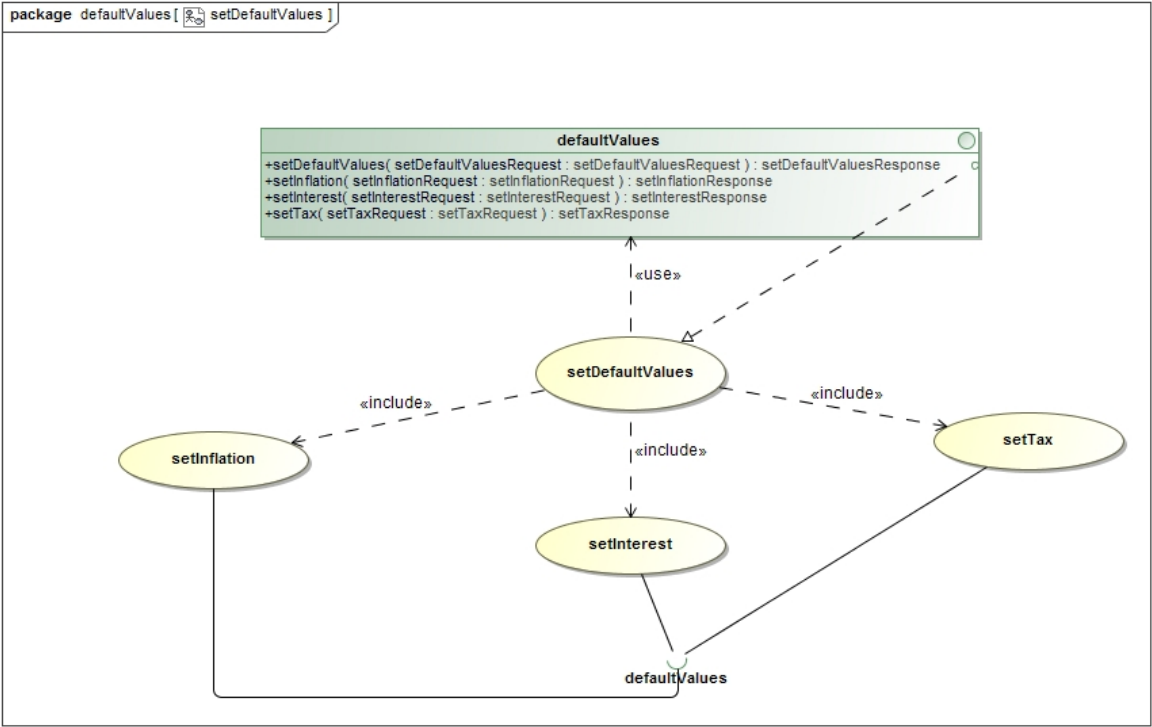 package defaultValues [ setDefaultValues ]
defaultValues
+setDefaultValues( setDefaultValuesRequest : setDefaultValuesRequest ) : setDefaultValuesResponse
+setInflation( setInflationRequest : setInflationRequest ) : setInflationResponse
+setInterest( setInterestRequest : setInterestRequest ) : setInterestResponse
+setTax( setTaxRequest : setTaxRequest ) : setTaxResponse
«use»
setDefaultValues
«include»
«include»
setTax
«include»
setInflation
setInterest
defaultValues